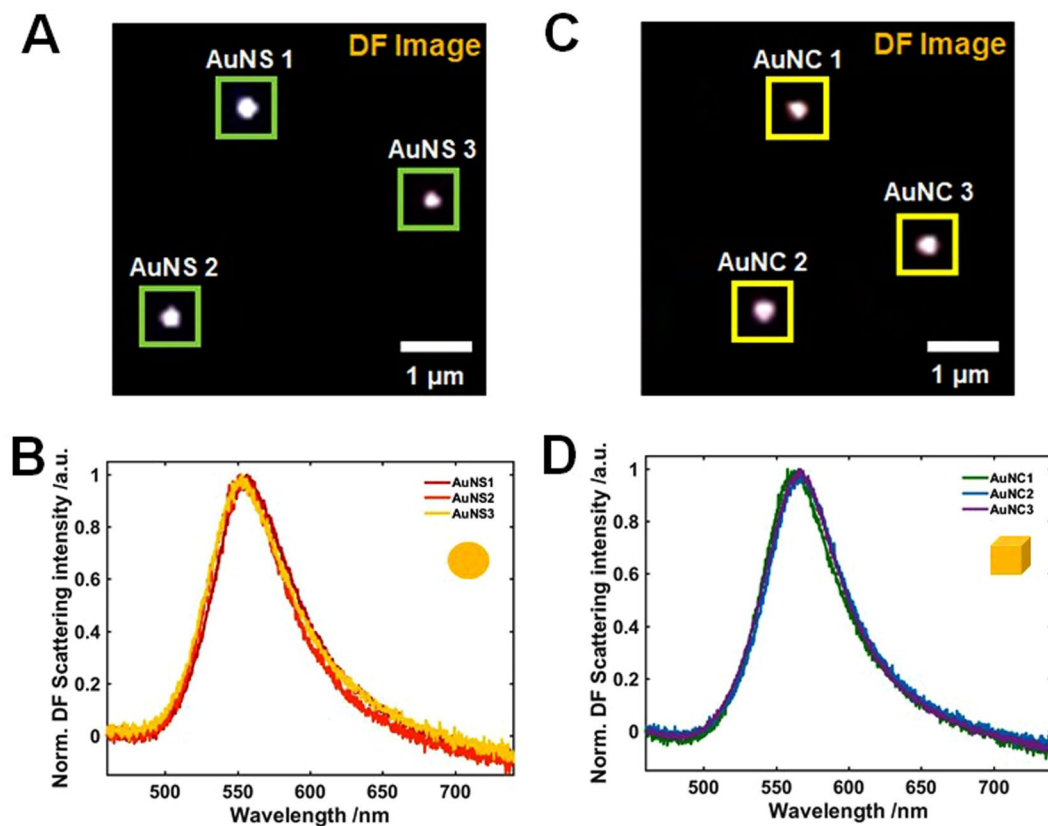 A
DF Image
AuNS 1
AuNS 3
AuNS 2
1 μm
C
DF Image
AuNC 1
AuNC 3
AuNC 2
1 μm
B
Norm. DF Scattering intensity /a.u.
1
0.8
0.6
0.4
0.2
0
AuNS1
AuNS2
AuNS3
500 550 600 650 700
Wavelength /nm
D
Norm. DF Scattering intensity /a.u.
1
0.8
0.6
0.4
0.2
0
AuNC1
AuNC2
AuNC3
500 550 600 650 700
Wavelength /nm